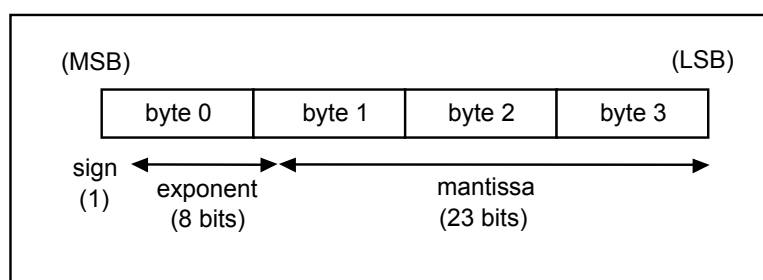 (MSB) (LSB)
byte 0 byte 1 byte 2 byte 3
sign
(1)
exponent
(8 bits)
mantissa
(23 bits)